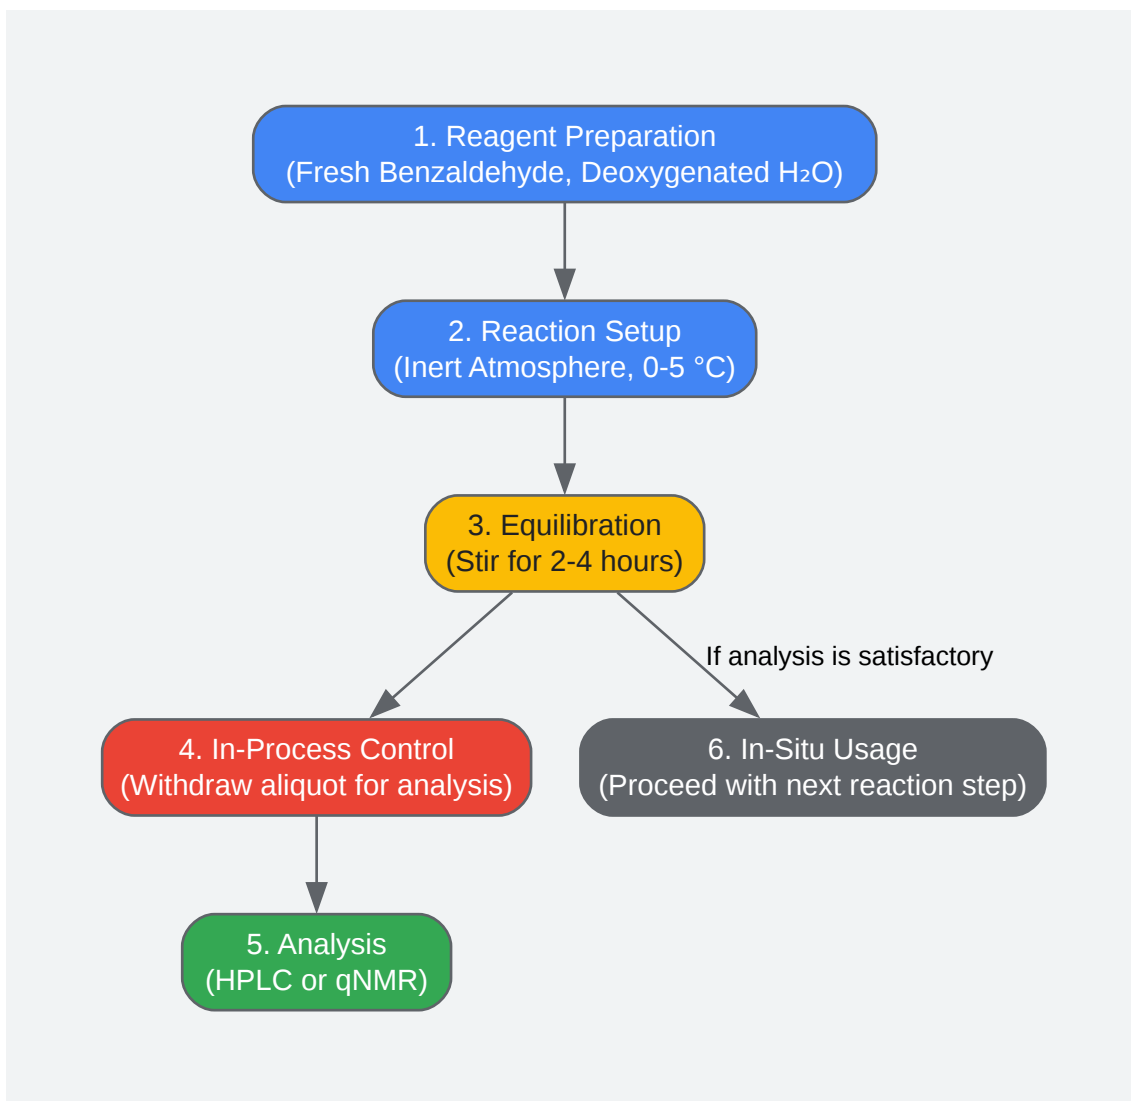 1. Reagent Preparation
(Fresh Benzaldehyde, Deoxygenated H₂O)
2. Reaction Setup
(Inert Atmosphere, 0-5 °C)
3. Equilibration
(Stir for 2-4 hours)
If analysis is satisfactory
4. In-Process Control
(Withdraw aliquot for analysis)
6. In-Situ Usage
(Proceed with next reaction step)
5. Analysis
(HPLC or qNMR)